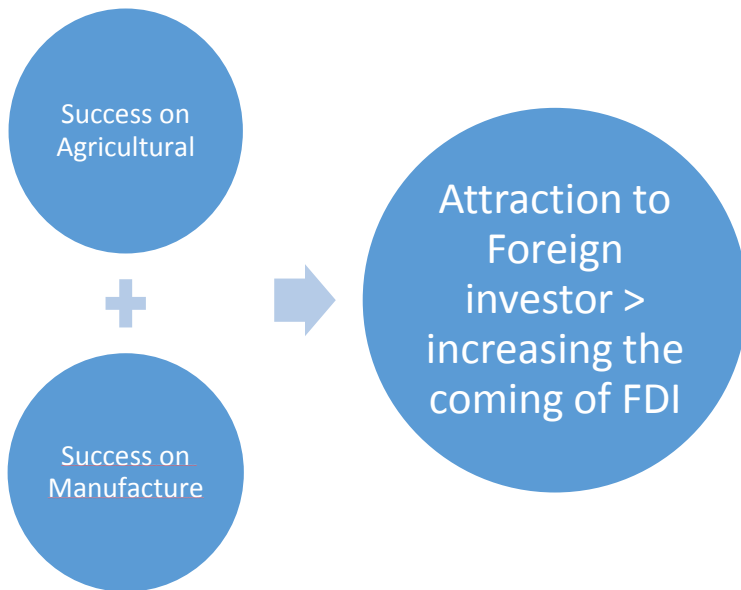 Success on
Agricultural
Success on
Manufacture
Attraction to
Foreign
investor >
increasing the
coming of FDI